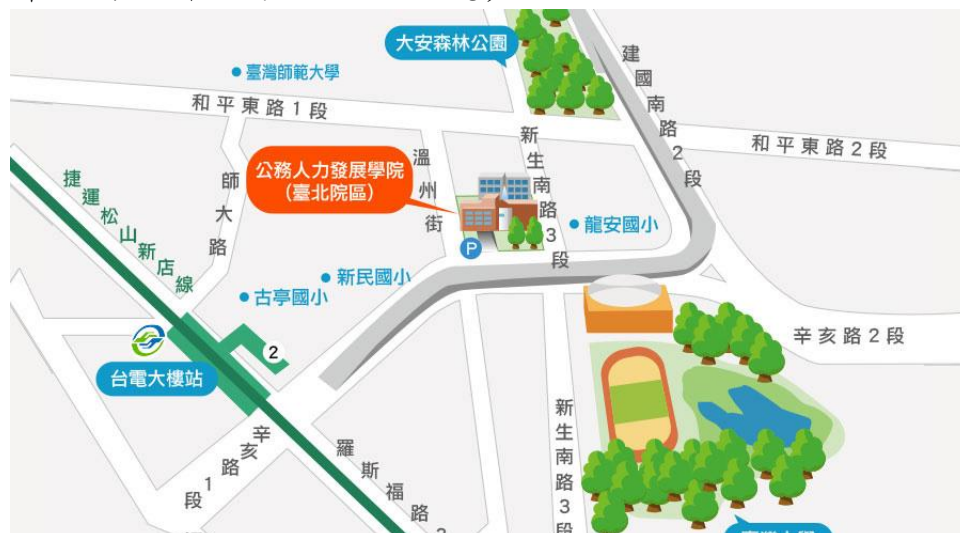 大安森林公園
建國南路2段
臺灣師範大學
和平東路1段
和平東路2段
新生南路3段
溫州街
公務人力發展學院
(臺北院區)
師大路
捷運松山新店線
龍安國小
P
新民國小
古亭國小
2
台電大樓站
辛亥路2段
辛亥路1段
羅斯福路
新生南路3段